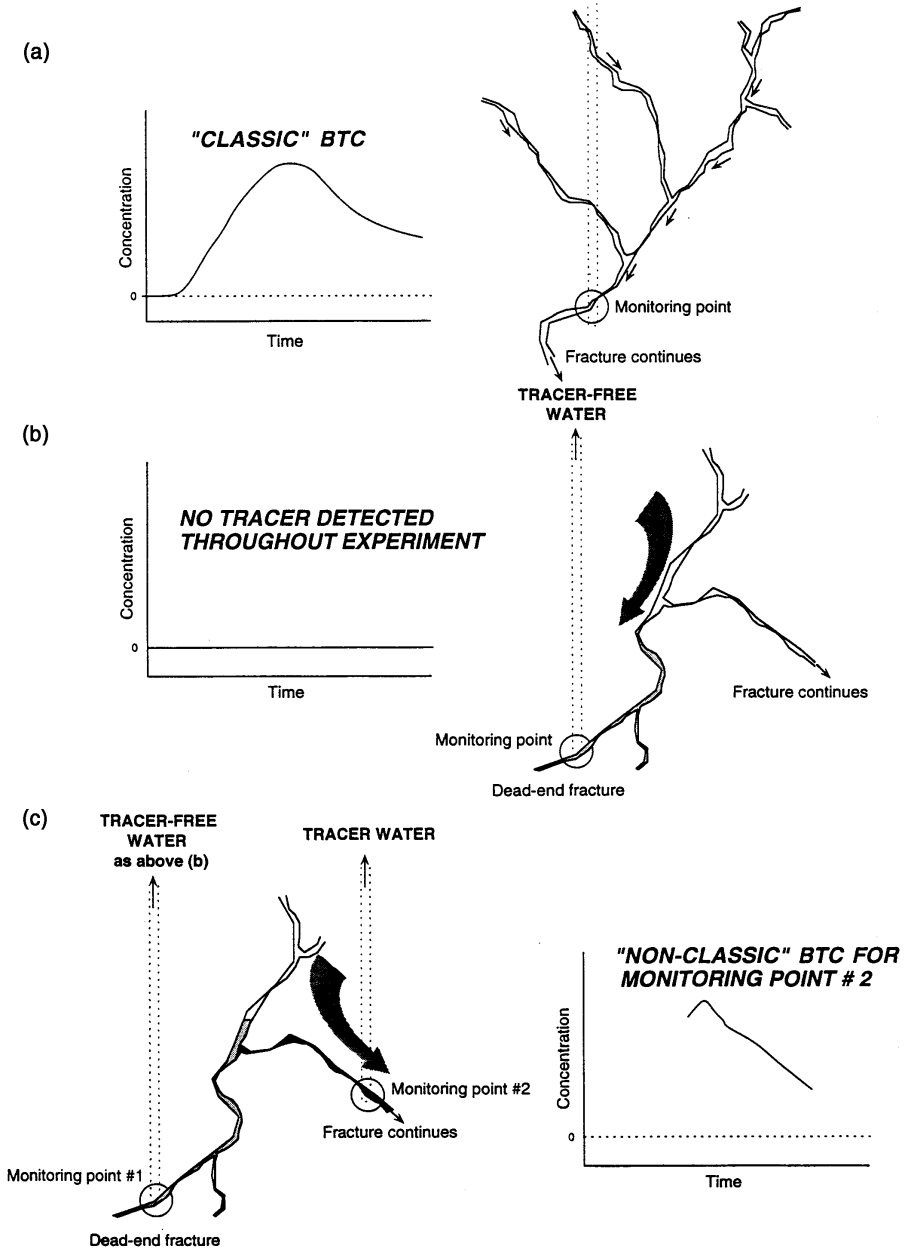 (a)
"CLASSIC" BTC
Concentration
0
Time
Monitoring point
Fracture continues
TRACER-FREE
WATER
(b)
NO TRACER DETECTED
THROUGHOUT EXPERIMENT
Concentration
0
Time
Fracture continues
Monitoring point
Dead-end fracture
(c)
TRACER-FREE
WATER
as above (b)
TRACER WATER
Monitoring point #2
Fracture continues
Monitoring point #1
Dead-end fracture
"NON-CLASSIC" BTC FOR
MONITORING POINT # 2
Concentration
0
Time